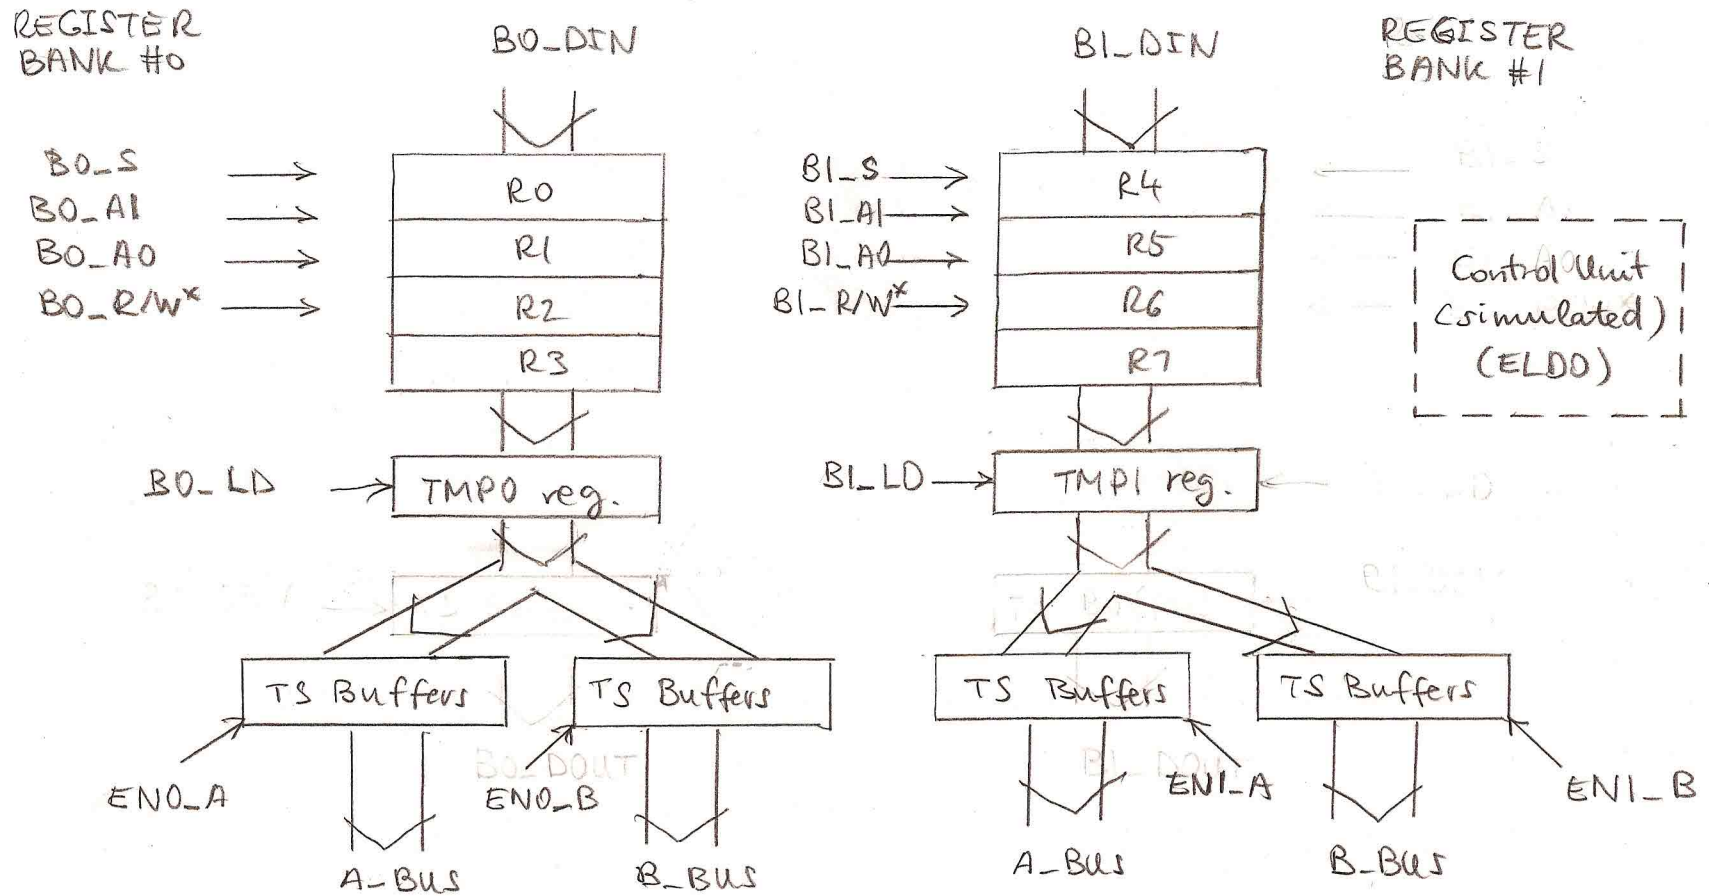 REGISTER
BANK #0
B0_DIN
B1_DIN
REGISTER
BANK #1
B0_S
B0_A1
B0_A0
B0_R/W*
R0
R1
R2
R3
B1_S
B1_A1
B1_A0
B1_R/W*
R4
R5
R6
R7
Control Unit
(simulated)
(ELDO)
B0_LD
TMP0 reg.
B1_LD
TMP1 reg.
TS Buffers
TS Buffers
TS Buffers
TS Buffers
B0_DOUT
EN0_A
EN0_B
EN1_A
EN1_B
A_BUS
B_BUS
A_BUS
B_BUS